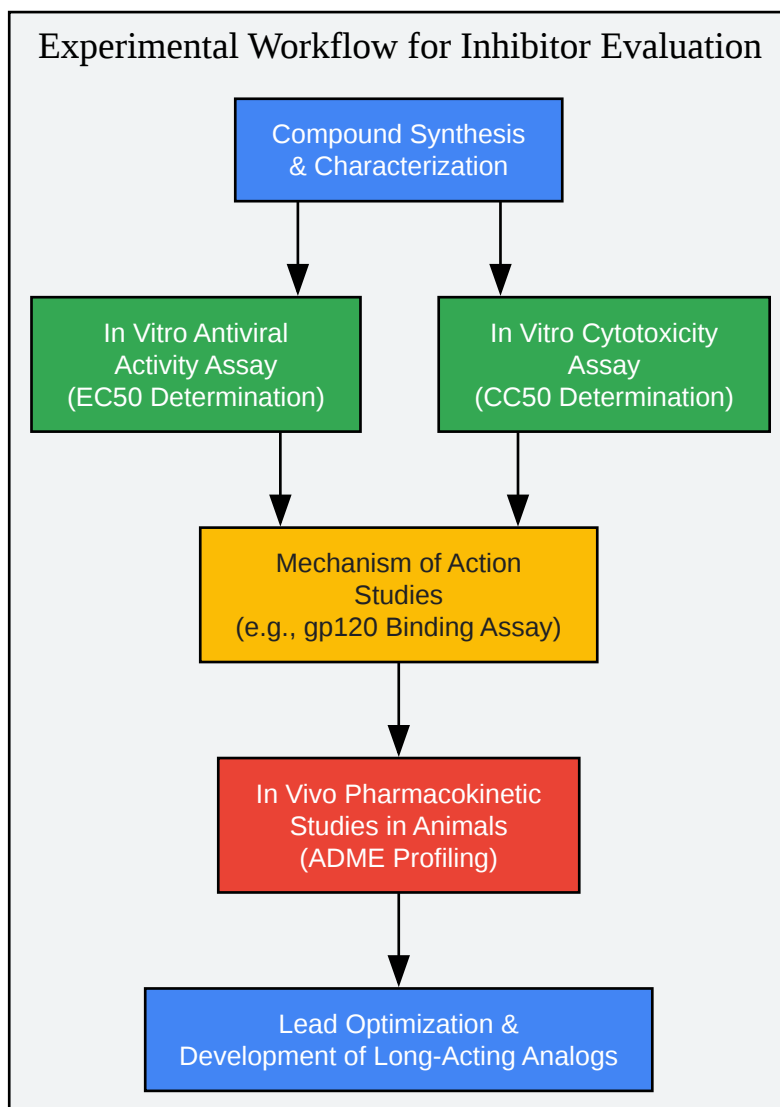 Experimental Workflow for Inhibitor Evaluation
Compound Synthesis
& Characterization
In Vitro Antiviral
Activity Assay
(EC50 Determination)
In Vitro Cytotoxicity
Assay
(CC50 Determination)
Mechanism of Action
Studies
(e.g., gp120 Binding Assay)
In Vivo Pharmacokinetic
Studies in Animals
(ADME Profiling)
Lead Optimization &
Development of Long-Acting Analogs